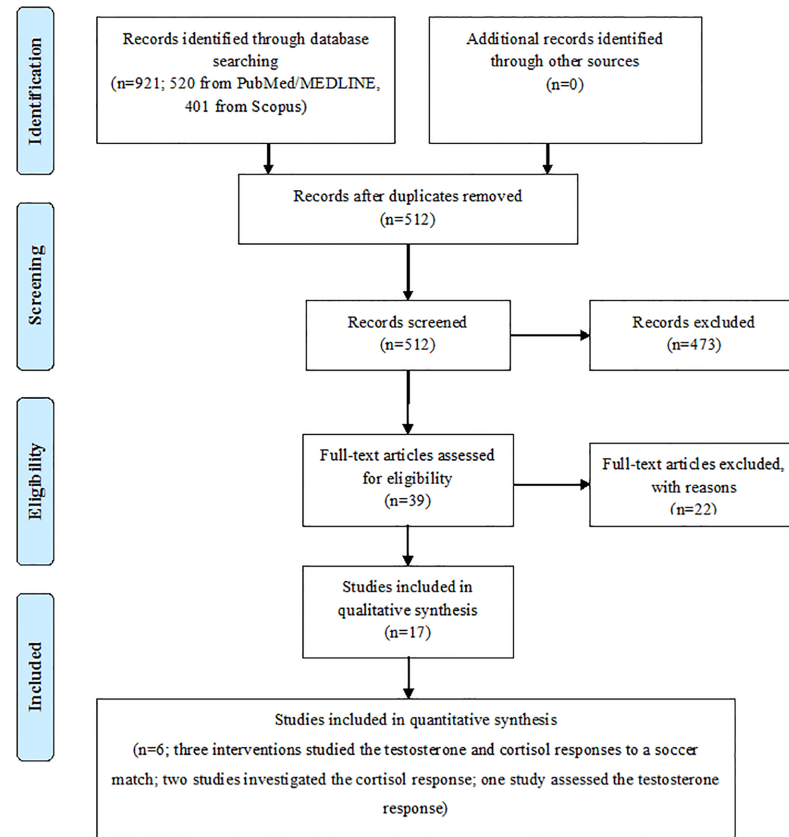 Identification
Records identified through database
searching
(n=921; 520 from PubMed/MEDLINE,
401 from Scopus)
Additional records identified
through other sources
(n=0)
Records after duplicates removed
(n=512)
Screening
Records screened
(n=512)
Records excluded
(n=473)
Eligibility
Full-text articles assessed
for eligibility
(n=39)
Full-text articles excluded,
with reasons
(n=22)
Studies included in
qualitative synthesis
(n=17)
Included
Studies included in quantitative synthesis
(n=6; three interventions studied the testosterone and cortisol responses to a soccer
match; two studies investigated the cortisol response; one study assessed the testosterone
response)